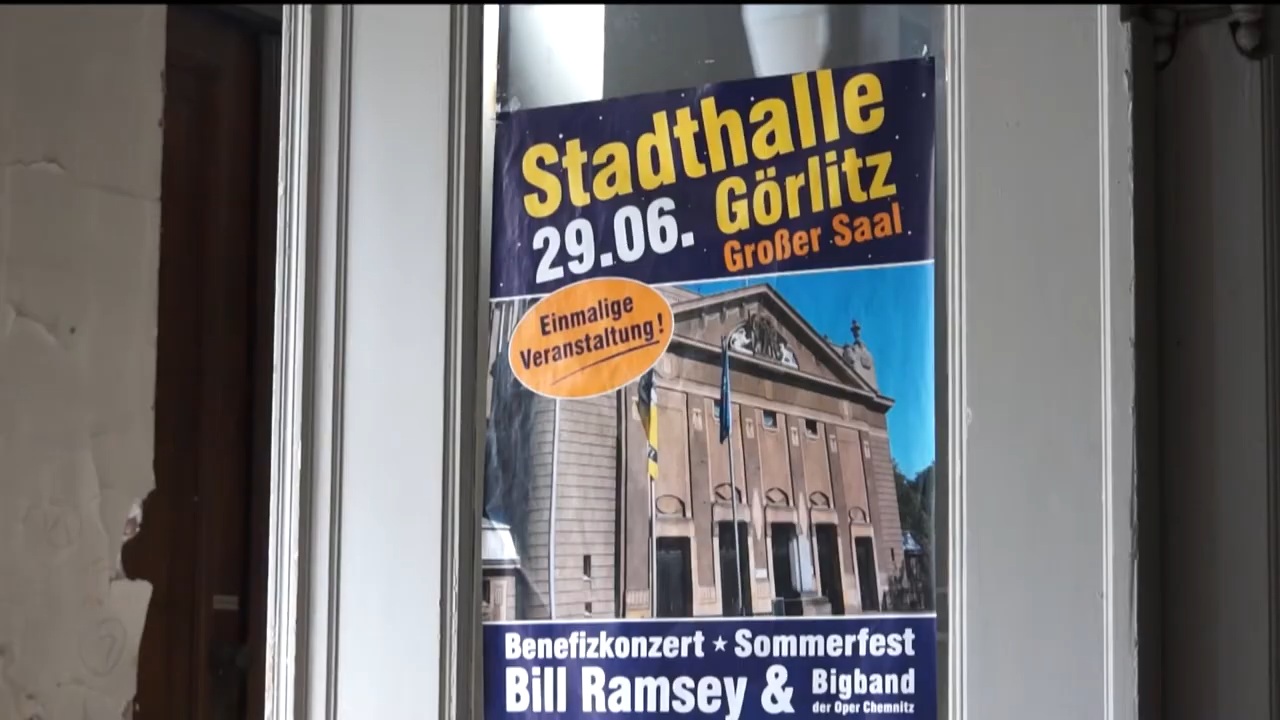 Stadthalle
29.06. Görlitz
Großer Saal
Einmalige
Veranstaltung!
Benefizkonzert ★ Sommerfest
Bill Ramsey & Bigband
der Oper Chemnitz